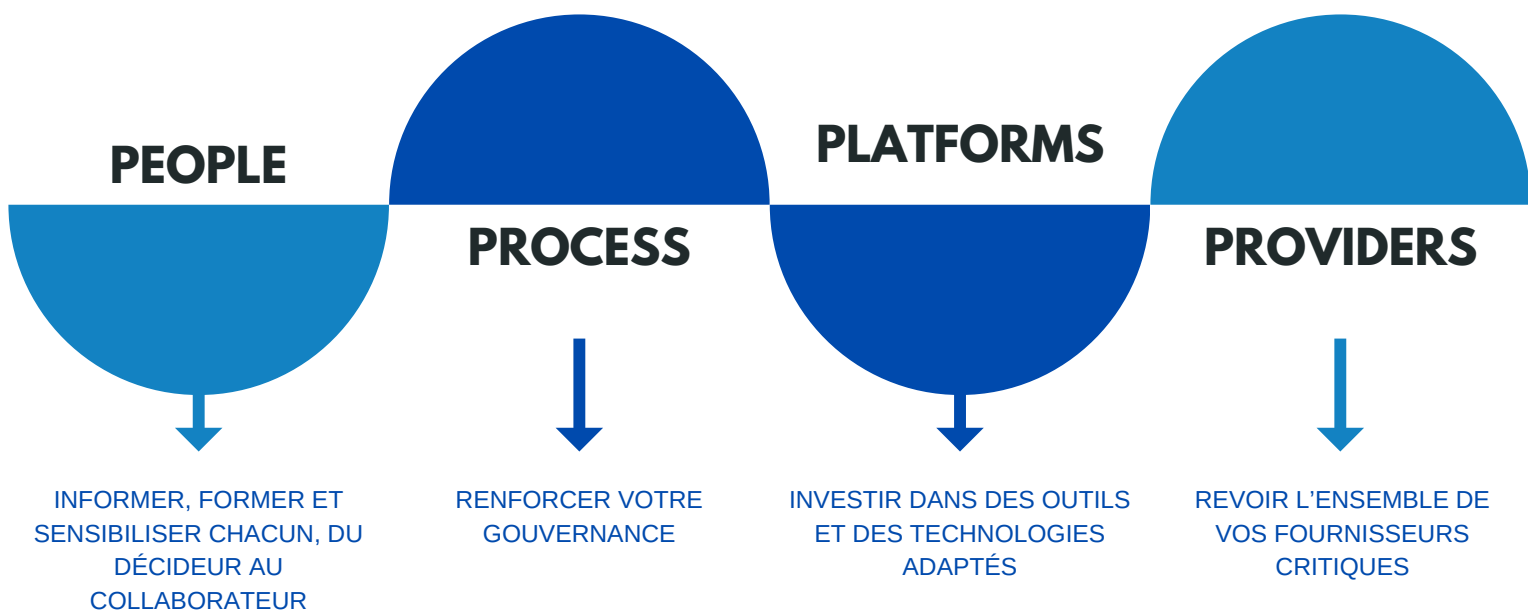 PEOPLE
INFORMER, FORMER ET
SENSIBILISER CHACUN, DU
DÉCIDEUR AU
COLLABORATEUR
PROCESS
RENFORCER VOTRE
GOUVERNANCE
PLATFORMS
INVESTIR DANS DES OUTILS
ET DES TECHNOLOGIES
ADAPTÉS
PROVIDERS
REVOIR L’ENSEMBLE DE
VOS FOURNISSEURS
CRITIQUES